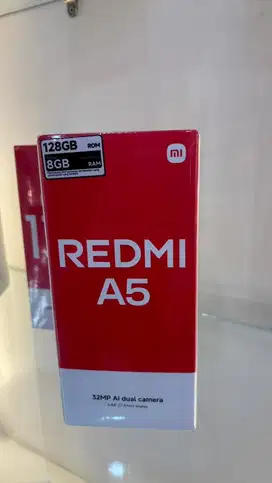 128GB ROM
8GB RAM
mi
REDMI
A5
32MP AI dual camera